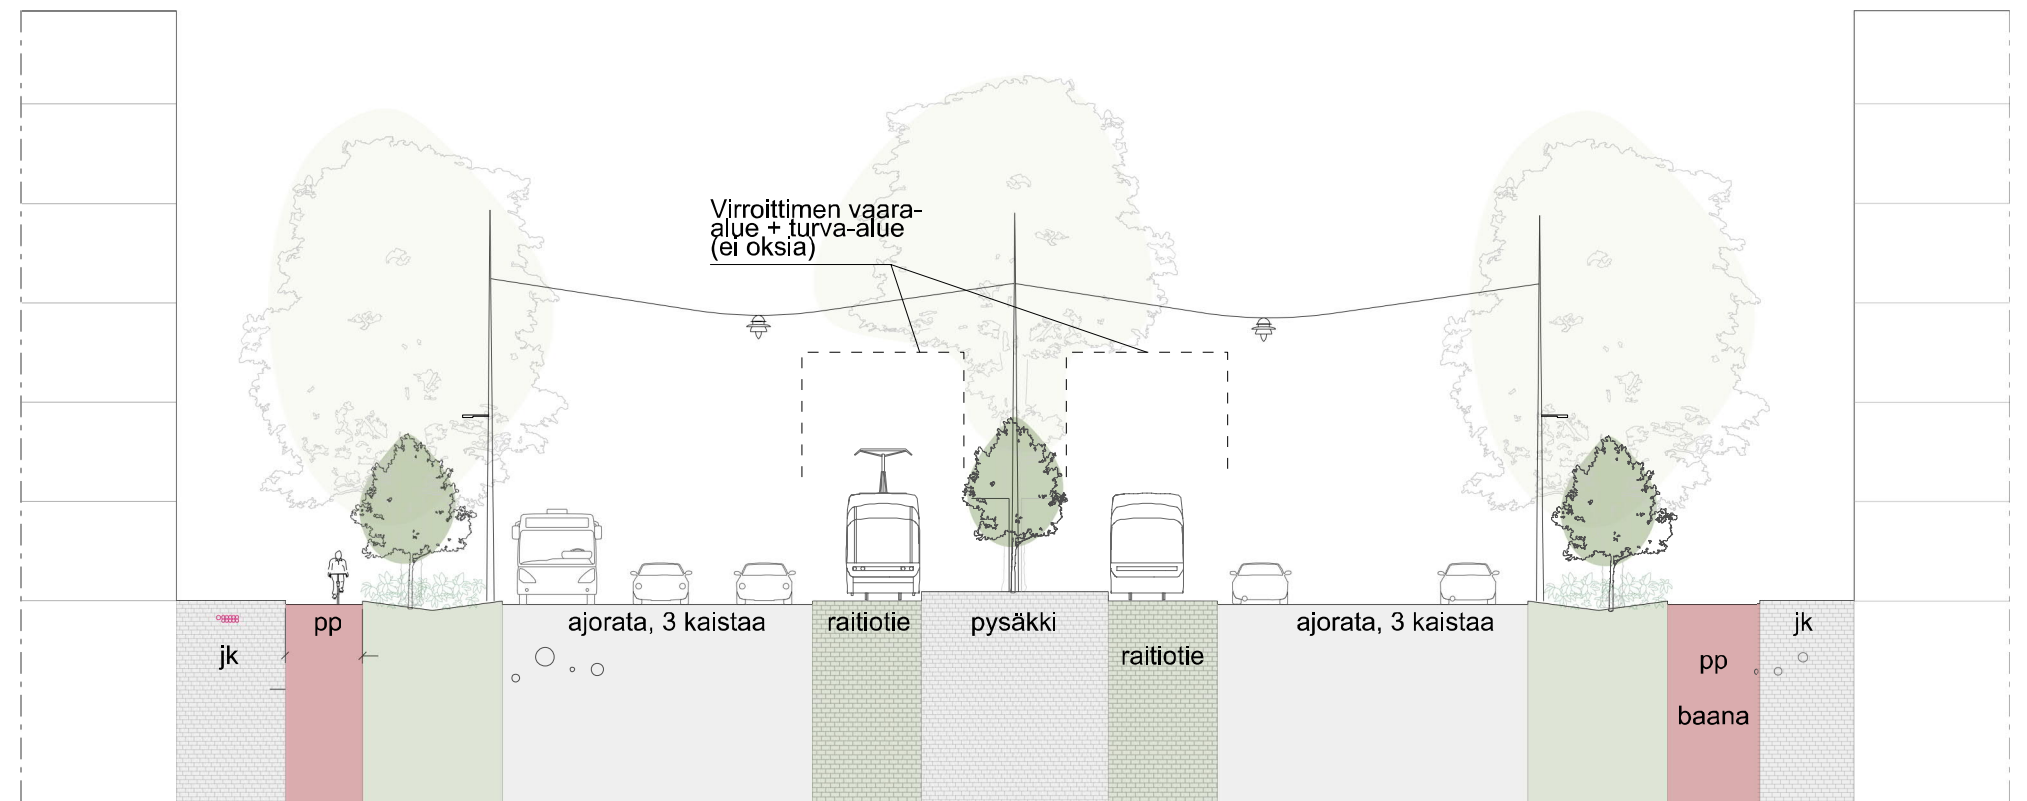 Virroittimen vaara-
alue + turva-alue
(ei oksia)
pp
ajorata, 3 kaistaa
raitiotie
pysäkki
ajorata, 3 kaistaa
jk
jk
raitiotie
pp
baana